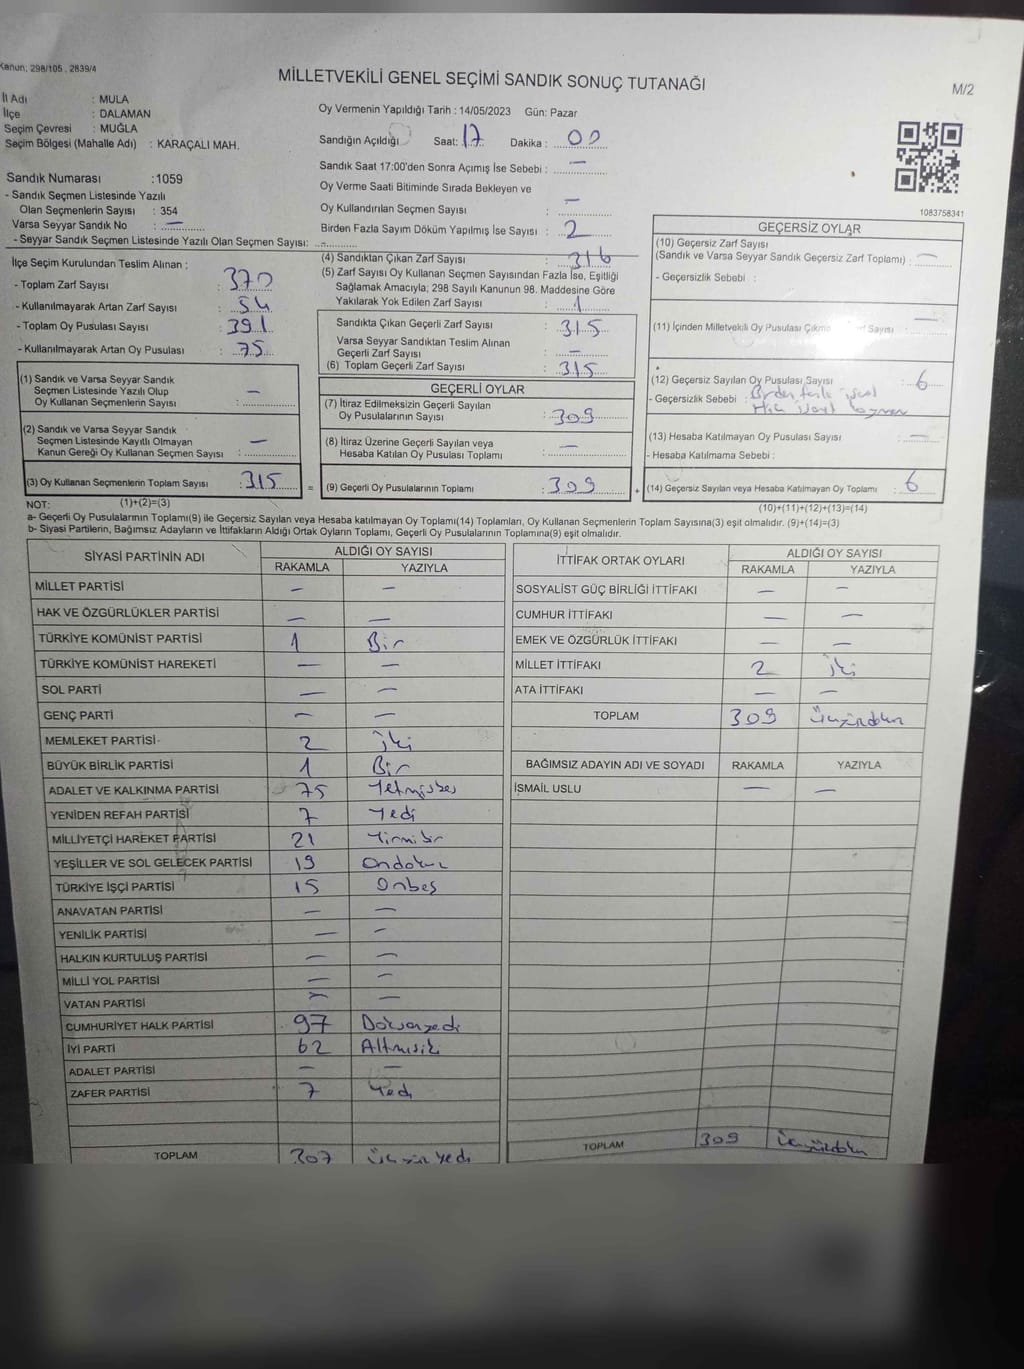 Kanun; 298/105 , 2839/4
MİLLETVEKİLİ GENEL SEÇİMİ SANDIK SONUÇ TUTANAĞI
M/2
İl Adı : MULA
İlçe : DALAMAN
Seçim Çevresi : MUĞLA
Seçim Bölgesi (Mahalle Adı) : KARAÇALI MAH.
Sandık Numarası :1059
- Sandık Seçmen Listesinde Yazılı
Olan Seçmenlerin Sayısı : 354
Varsa Seyyar Sandık No : —
- Seyyar Sandık Seçmen Listesinde Yazılı Olan Seçmen Sayısı:
Oy Vermenin Yapıldığı Tarih : 14/05/2023 Gün: Pazar
Sandığın Açıldığı Saat: 17 Dakika : 00
Sandık Saat 17:00'den Sonra Açımış İse Sebebi : —
Oy Verme Saati Bitiminde Sırada Bekleyen ve
Oy Kullandırılan Seçmen Sayısı : —
Birden Fazla Sayım Döküm Yapılmış İse Sayısı : 2
1083758341
İlçe Seçim Kurulundan Teslim Alınan :
- Toplam Zarf Sayısı : 370
- Kullanılmayarak Artan Zarf Sayısı : 54
- Toplam Oy Pusulası Sayısı : 391
- Kullanılmayarak Artan Oy Pusulası : 75
(1) Sandık ve Varsa Seyyar Sandık
Seçmen Listesinde Yazılı Olup
Oy Kullanan Seçmenlerin Sayısı : —
(2) Sandık ve Varsa Seyyar Sandık
Seçmen Listesinde Kayıtlı Olmayan
Kanun Gereği Oy Kullanan Seçmen Sayısı : —
(3) Oy Kullanan Seçmenlerin Toplam Sayısı : 315
(4) Sandıktan Çıkan Zarf Sayısı : 316
(5) Zarf Sayısı Oy Kullanan Seçmen Sayısından Fazla İse, Eşitliği
Sağlamak Amacıyla; 298 Sayılı Kanunun 98. Maddesine Göre
Yakılarak Yok Edilen Zarf Sayısı : 1
Sandıkta Çıkan Geçerli Zarf Sayısı : 315
Varsa Seyyar Sandıktan Teslim Alınan
Geçerli Zarf Sayısı : —
(6) Toplam Geçerli Zarf Sayısı : 315
GEÇERLİ OYLAR
(7) İtiraz Edilmeksizin Geçerli Sayılan
Oy Pusulalarının Sayısı : 309
(8) İtiraz Üzerine Geçerli Sayılan veya
Hesaba Katılan Oy Pusulası Toplamı : —
= (9) Geçerli Oy Pusulalarının Toplamı : 309
GEÇERSİZ OYLAR
(10) Geçersiz Zarf Sayısı
(Sandık ve Varsa Seyyar Sandık Geçersiz Zarf Toplamı) : —
- Geçersizlik Sebebi :
(11) İçinden Milletvekili Oy Pusulası Zarf Sayısı : —
(12) Geçersiz Sayılan Oy Pusulası Sayısı : 6
- Geçersizlik Sebebi : Birden fazla
(13) Hesaba Katılmayan Oy Pusulası Sayısı : —
- Hesaba Katılmama Sebebi :
+ (14) Geçersiz Sayılan veya Hesaba Katılmayan Oy Toplamı : 6
NOT: (1)+(2)=(3)
(10)+(11)+(12)+(13)=(14)
a- Geçerli Oy Pusulalarının Toplamı(9) ile Geçersiz Sayılan veya Hesaba katılmayan Oy Toplamı(14) Toplamları, Oy Kullanan Seçmenlerin Toplam Sayısına(3) eşit olmalıdır. (9)+(14)=(3)
b- Siyasi Partilerin, Bağımsız Adayların ve İttifakların Aldığı Ortak Oyların Toplamı, Geçerli Oy Pusulalarının Toplamına(9) eşit olmalıdır.
SİYASİ PARTİNİN ADI ALDIĞI OY SAYISI
RAKAMLA YAZIYLA
MİLLET PARTİSİ — —
HAK VE ÖZGÜRLÜKLER PARTİSİ — —
TÜRKİYE KOMÜNİST PARTİSİ 1 Bir
TÜRKİYE KOMÜNİST HAREKETİ — —
SOL PARTİ — —
GENÇ PARTİ — —
MEMLEKET PARTİSİ 2 İki
BÜYÜK BİRLİK PARTİSİ 1 Bir
ADALET VE KALKINMA PARTİSİ 75 Yetmişbeş
YENİDEN REFAH PARTİSİ 7 Yedi
MİLLİYETÇİ HAREKET PARTİSİ 21 Yirmibir
YEŞİLLER VE SOL GELECEK PARTİSİ 19 Ondokuz
TÜRKİYE İŞÇİ PARTİSİ 15 Onbeş
ANAVATAN PARTİSİ — —
YENİLİK PARTİSİ — —
HALKIN KURTULUŞ PARTİSİ — —
MİLLİ YOL PARTİSİ — —
VATAN PARTİSİ — —
CUMHURİYET HALK PARTİSİ 97 Doksanyedi
İYİ PARTİ 62 Altmışiki
ADALET PARTİSİ — —
ZAFER PARTİSİ 7 Yedi
TOPLAM 307 Üçyüzyedi
İTTİFAK ORTAK OYLARI ALDIĞI OY SAYISI
RAKAMLA YAZIYLA
SOSYALİST GÜÇ BİRLİĞİ İTTİFAKI — —
CUMHUR İTTİFAKI — —
EMEK VE ÖZGÜRLÜK İTTİFAKI — —
MİLLET İTTİFAKI 2 İki
ATA İTTİFAKI — —
TOPLAM 309 Üçyüzdokuz
BAĞIMSIZ ADAYIN ADI VE SOYADI RAKAMLA YAZIYLA
İSMAİL USLU — —
TOPLAM 309 Üçyüzdokuz